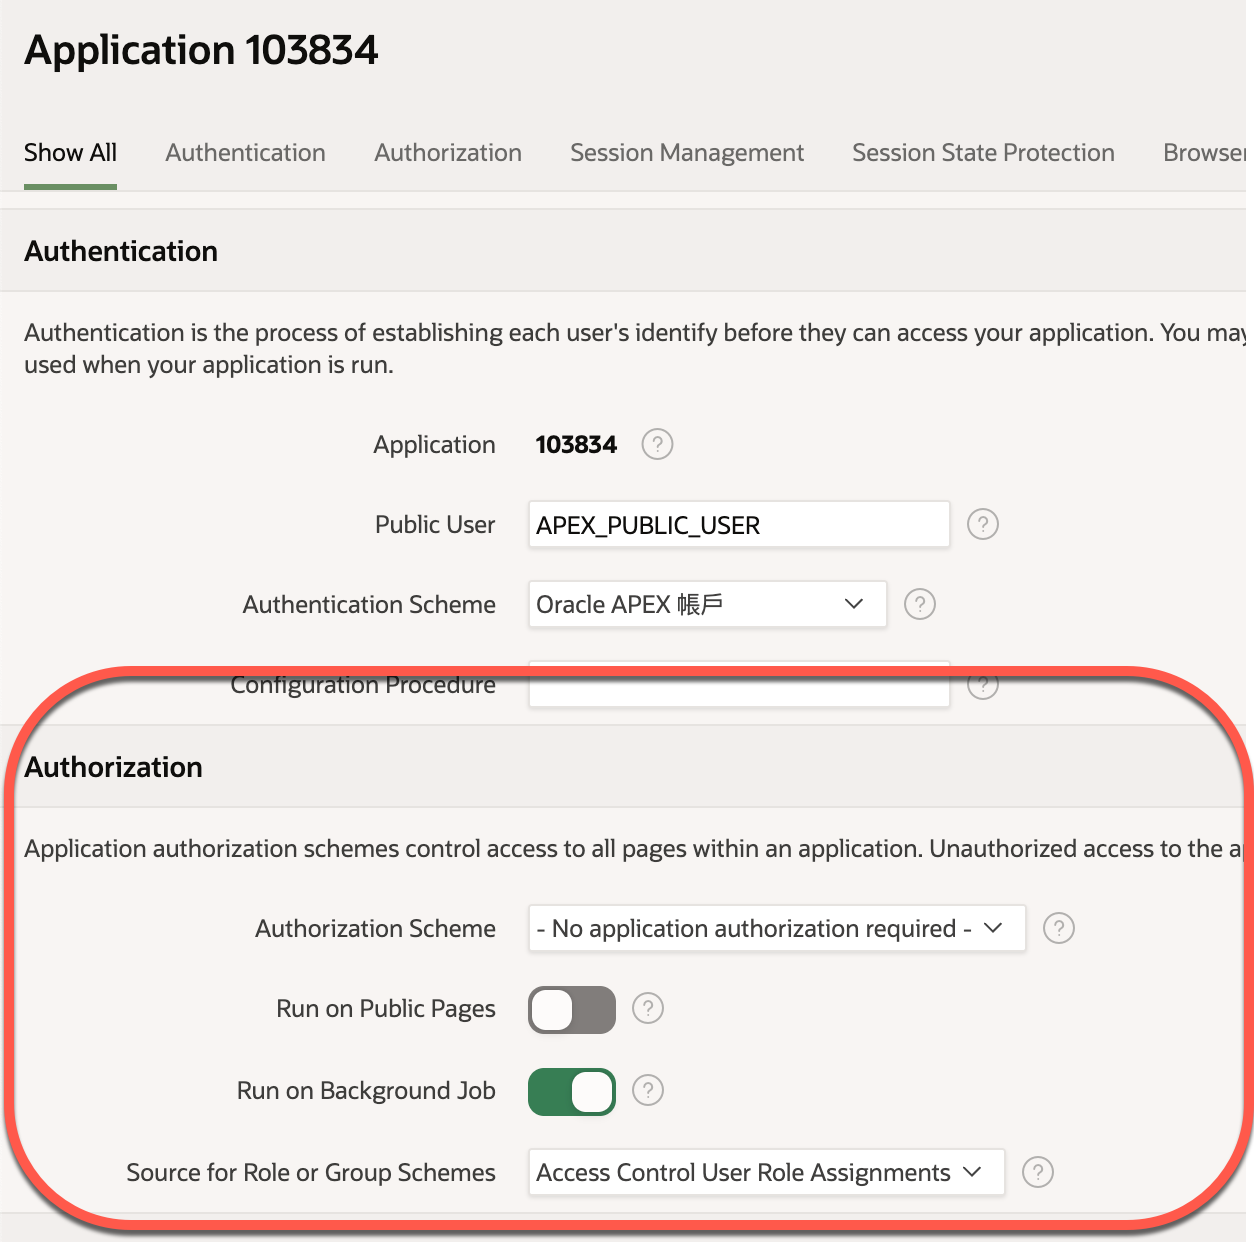 Application 103834
Show All Authentication Authorization Session Management Session State Protection Browser
Authentication
Authentication is the process of establishing each user's identify before they can access your application. You may
used when your application is run.
Application 103834 ?
Public User APEX_PUBLIC_USER ?
Authentication Scheme Oracle APEX 帳戶 ?
Configuration Procedure ?
Authorization
Application authorization schemes control access to all pages within an application. Unauthorized access to the a
Authorization Scheme - No application authorization required - ?
Run on Public Pages ?
Run on Background Job ?
Source for Role or Group Schemes Access Control User Role Assignments ?